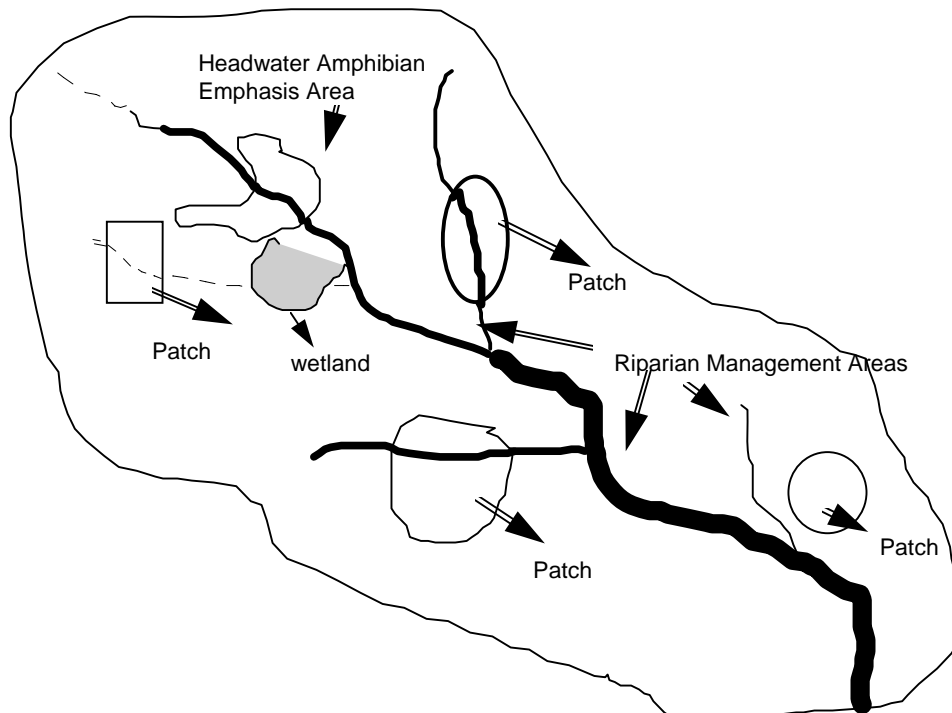 Headwater Amphibian
Emphasis Area
Patch
Patch
wetland
Riparian Management Areas
Patch
Patch